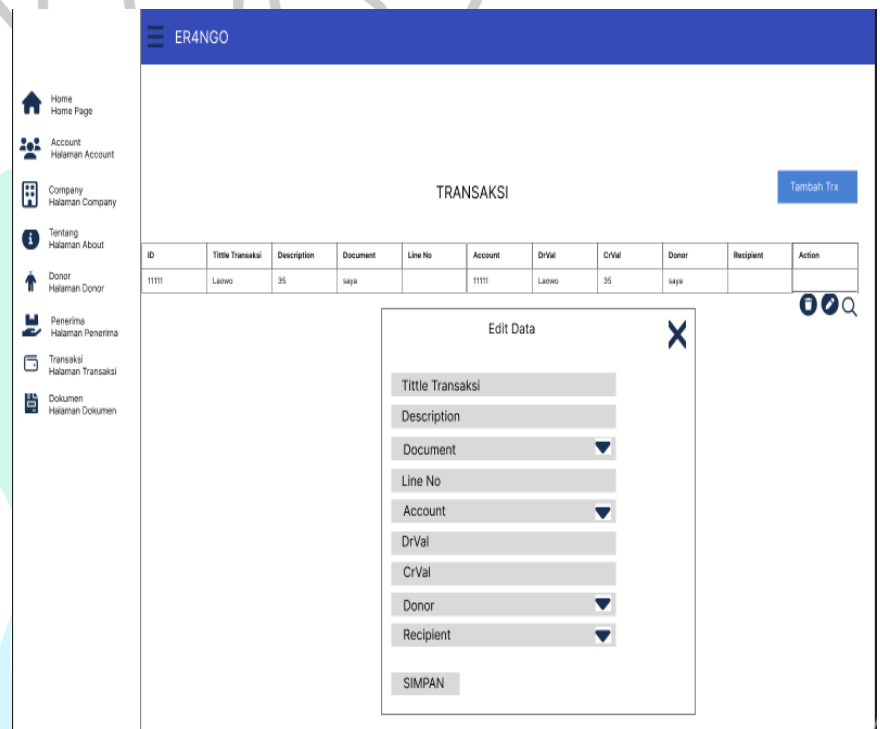 ER4NGO
Home
Home Page
Account
Halaman Account
Company
Halaman Company
Tentang
Halaman About
Donor
Halaman Donor
Penerima
Halaman Penerima
Transaksi
Halaman Transaksi
Dokumen
Halaman Dokumen
TRANSAKSI
Tambah Trx
ID Tittle Transaksi Description Document Line No Account DrVal CrVal Donor Recipient Action
11111 Laowo 35 saya 11111 Laowo 35 saya
Edit Data
Tittle Transaksi
Description
Document
Line No
Account
DrVal
CrVal
Donor
Recipient
SIMPAN